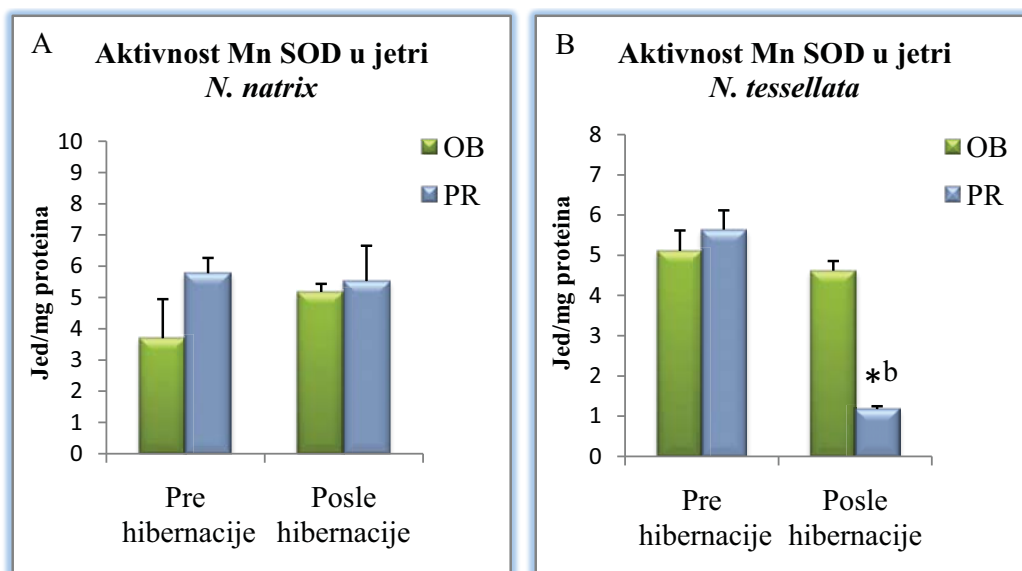 A
Aktivnost Mn SOD u jetri
N. natrix
Jed/mg proteina
10
9
8
7
6
5
4
3
2
1
0
OB
PR
Pre
hibernacije
Posle
hibernacije
B
Aktivnost Mn SOD u jetri
N. tessellata
Jed/mg proteina
8
7
6
5
4
3
2
1
0
OB
PR
*b
Pre
hibernacije
Posle
hibernacije